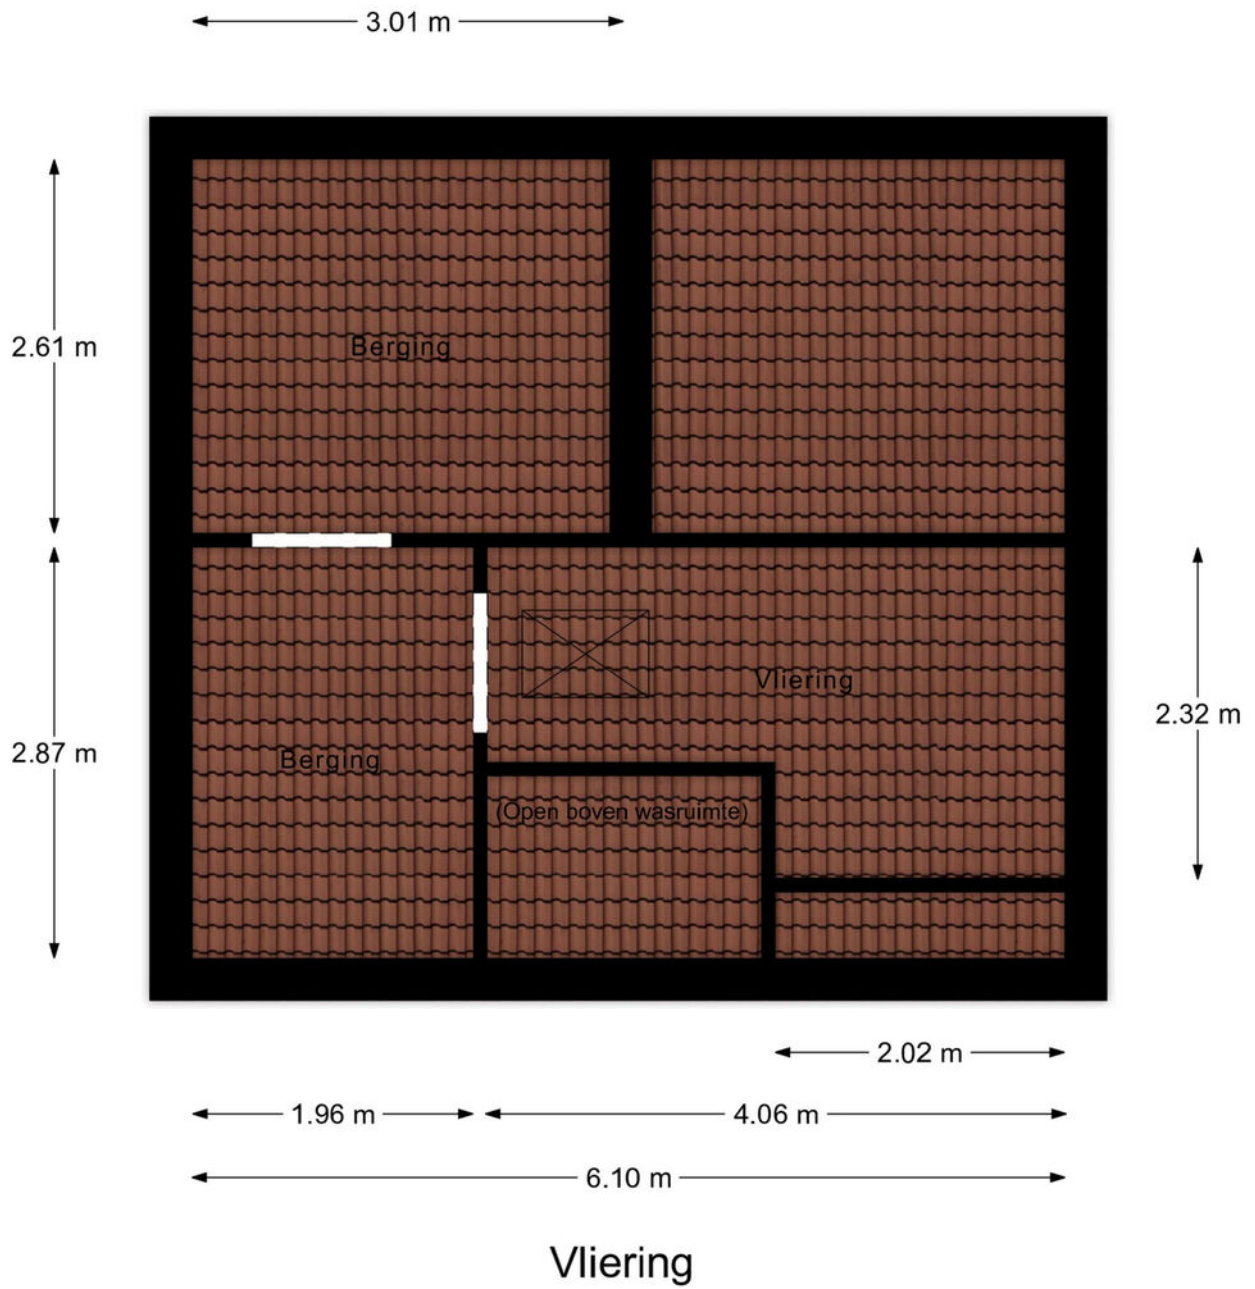 3.01 m
2.61 m
Berging
Vliering
2.32 m
2.87 m
Berging
(Open boven wasruimte)
2.02 m
1.96 m
4.06 m
6.10 m
Vliering